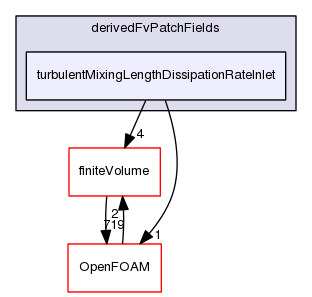 derivedFvPatchFields
turbulentMixingLengthDissipationRateInlet
4
finiteVolume
2
719
1
OpenFOAM